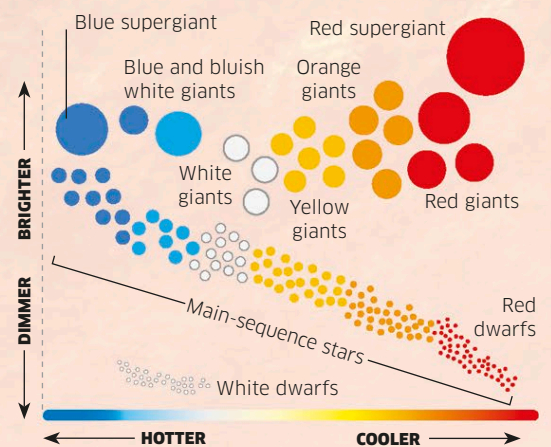 Blue supergiant
Red supergiant
Blue and bluish
white giants
Orange
giants
White
giants
Yellow
giants
Red giants
BRIGHTER
DIMMER
Main-sequence stars
Red
dwarfs
White dwarfs
HOTTER
COOLER